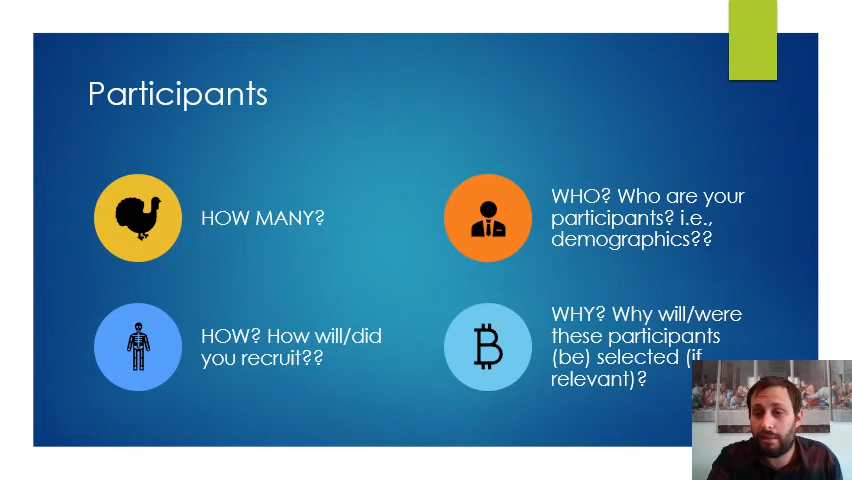 Participants
HOW MANY?
WHO? Who are your
participants? i.e.,
demographics??
HOW? How will/did
you recruit??
WHY? Why will/were
these participants
(be) selected (if
relevant)?